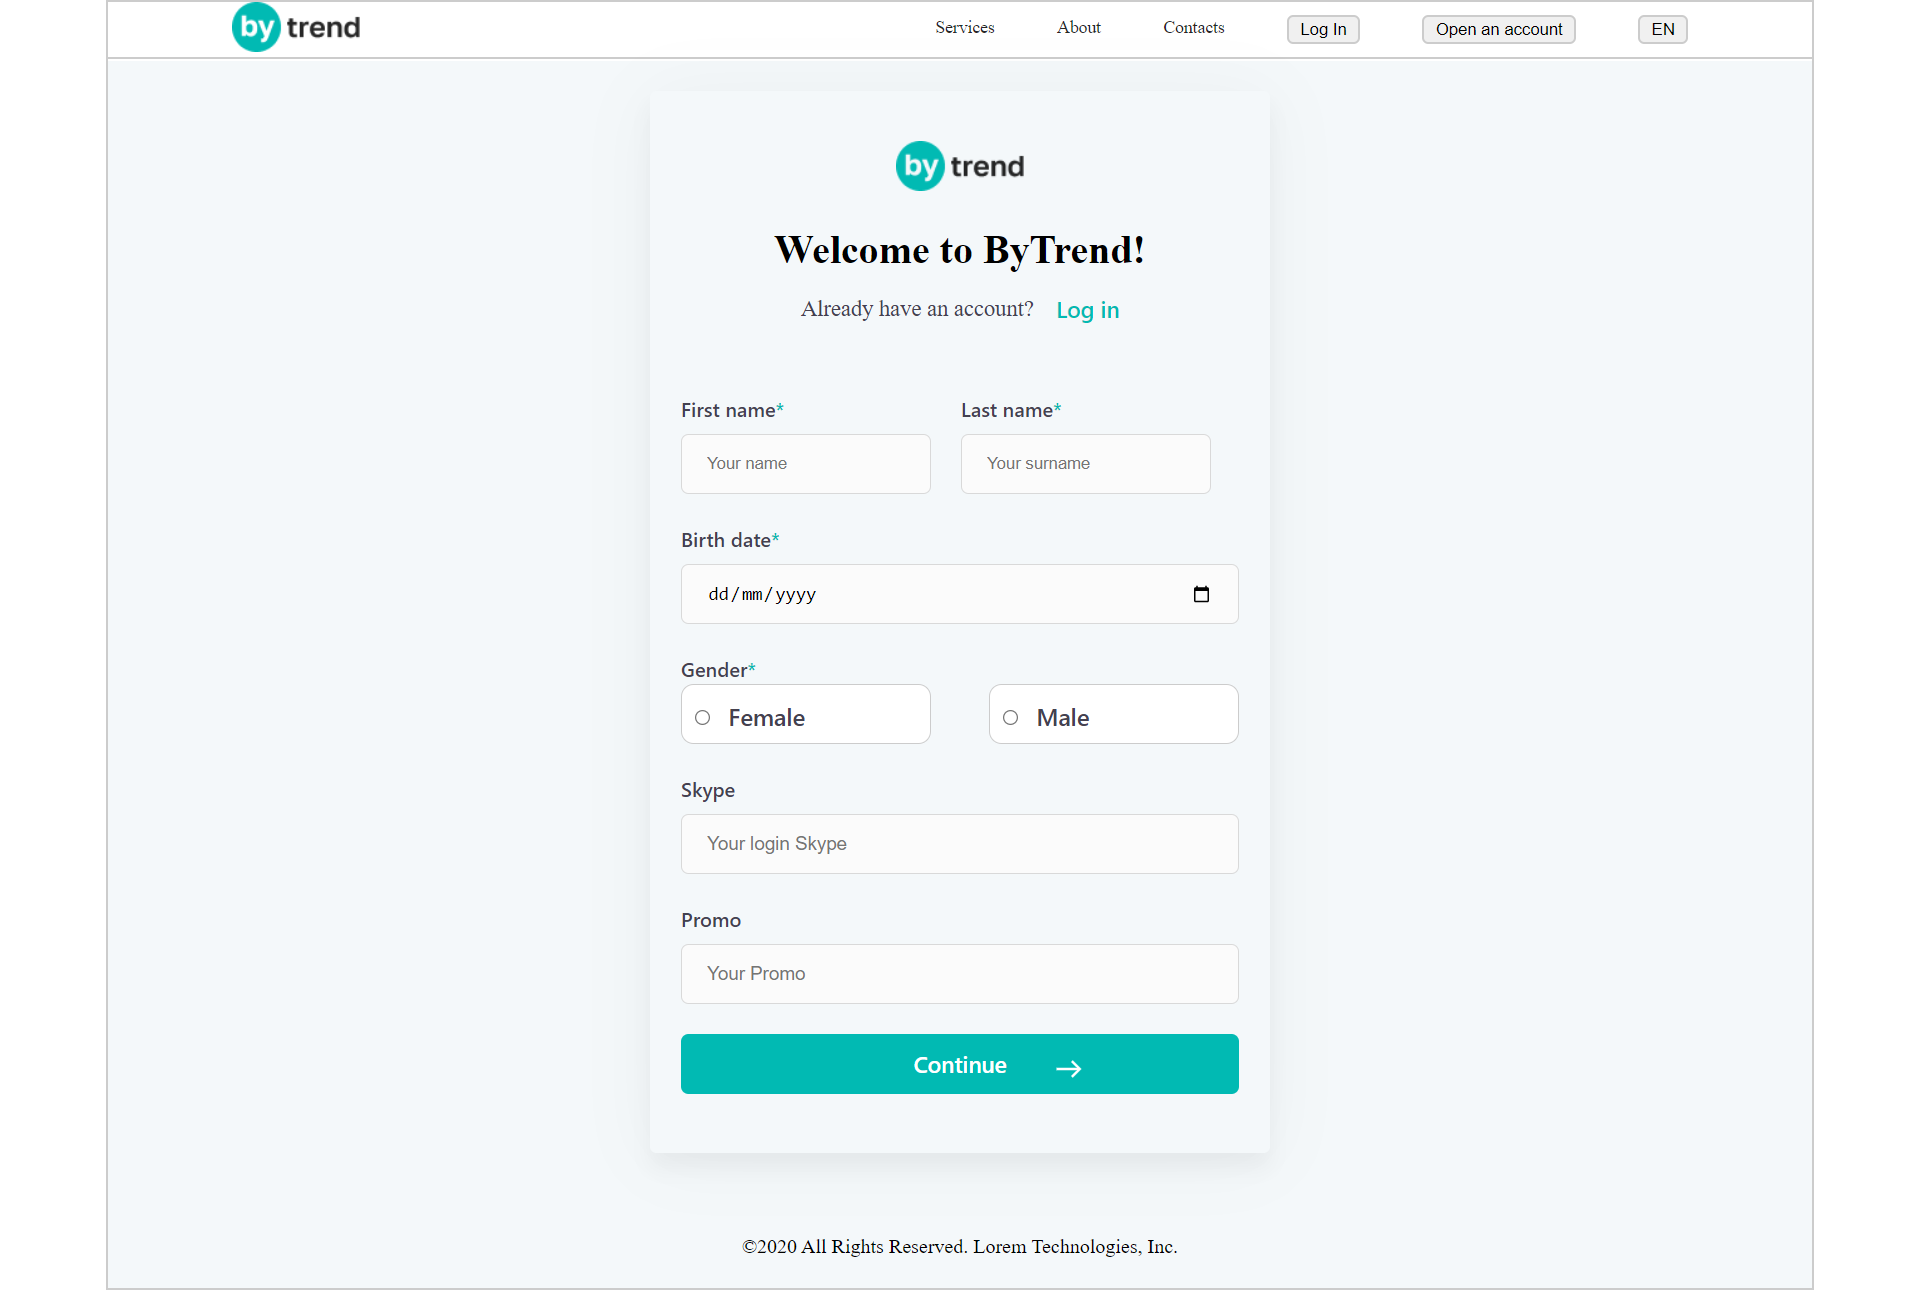 by trend Services About Contacts Log In Open an account EN
by trend
Welcome to ByTrend!
Already have an account? Log in
First name* Last name*
Your name Your surname
Birth date*
dd/mm/yyyy
Gender*
Female Male
Skype
Your login Skype
Promo
Your Promo
Continue →
©2020 All Rights Reserved. Lorem Technologies, Inc.